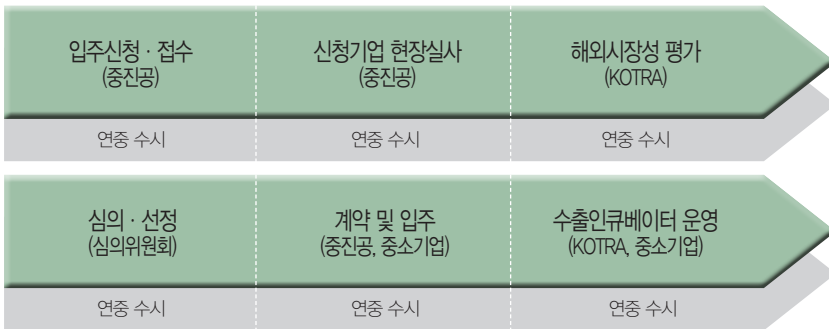 입주신청 · 접수
(중진공)
신청기업 현장실사
(중진공)
해외시장성 평가
(KOTRA)
연중 수시
연중 수시
연중 수시
심의 · 선정
(심의위원회)
계약 및 입주
(중진공, 중소기업)
수출인큐베이터 운영
(KOTRA, 중소기업)
연중 수시
연중 수시
연중 수시